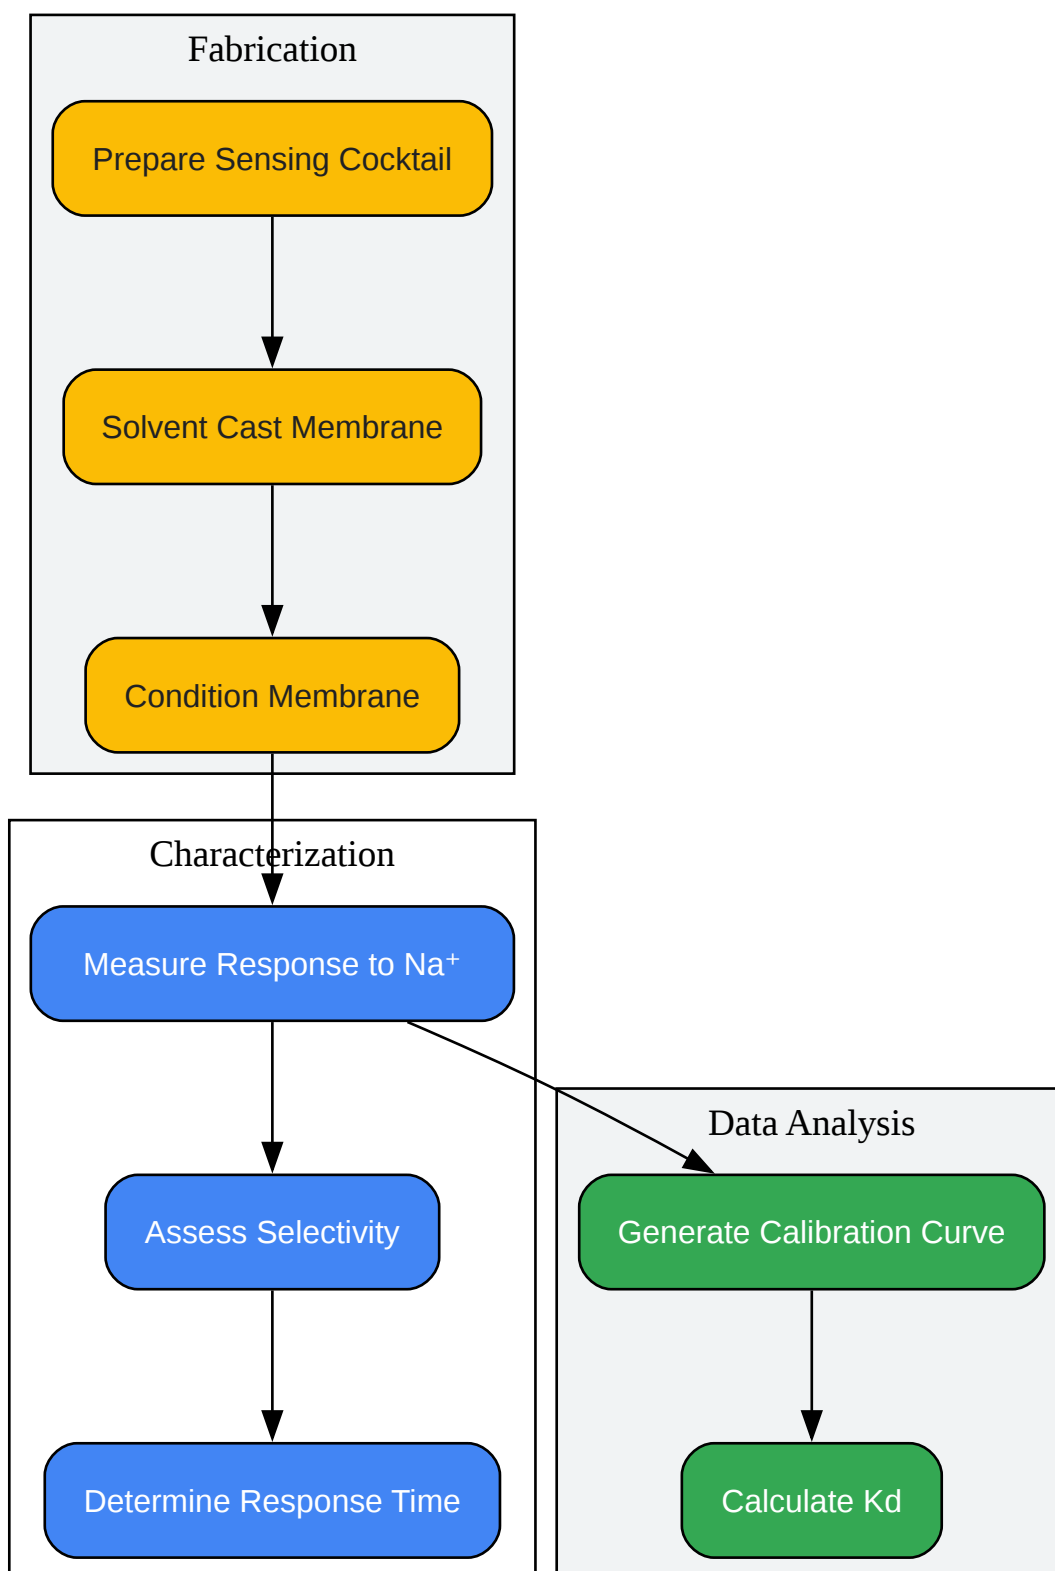 Fabrication
Prepare Sensing Cocktail
Solvent Cast Membrane
Condition Membrane
Characterization
Measure Response to Na⁺
Assess Selectivity
Determine Response Time
Data Analysis
Generate Calibration Curve
Calculate Kd